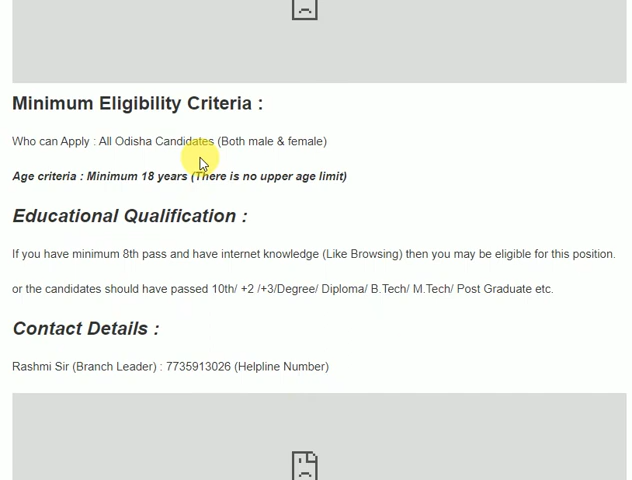 Minimum Eligibility Criteria :
Who can Apply : All Odisha Candidates (Both male & female)
Age criteria : Minimum 18 years (There is no upper age limit)
Educational Qualification :
If you have minimum 8th pass and have internet knowledge (Like Browsing) then you may be eligible for this position.
or the candidates should have passed 10th/ +2 /+3/Degree/ Diploma/ B.Tech/ M.Tech/ Post Graduate etc.
Contact Details :
Rashmi Sir (Branch Leader) : 7735913026 (Helpline Number)